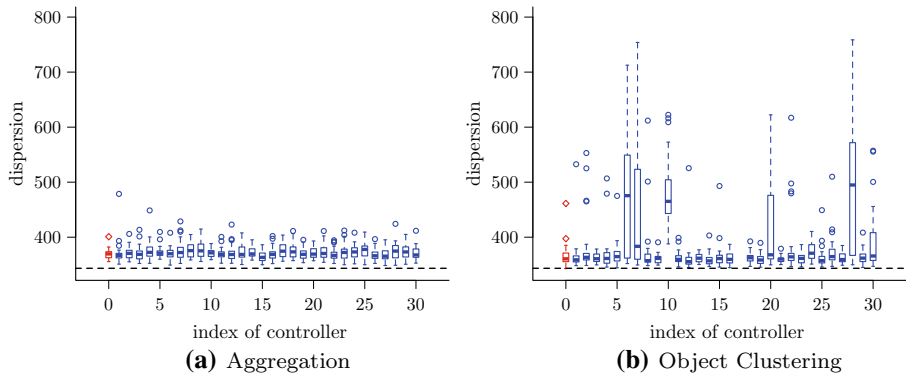 800
700
600
500
400
dispersion
0 5 10 15 20 25 30
index of controller
(a) Aggregation
800
700
600
500
400
dispersion
0 5 10 15 20 25 30
index of controller
(b) Object Clustering